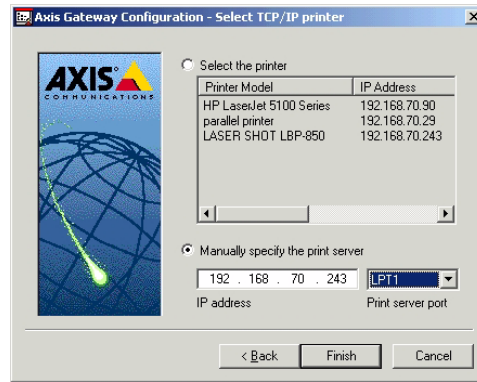 Axis Gateway Configuration - Select TCP/IP printer
AXIS
COMMUNICATIONS
Select the printer
Printer Model IP Address
HP LaserJet 5100 Series 192.168.70.90
parallel printer 192.168.70.29
LASER SHOT LBP-850 192.168.70.243
Manually specify the print server
192 . 168 . 70 . 243 LPT1
IP address Print server port
< Back Finish Cancel